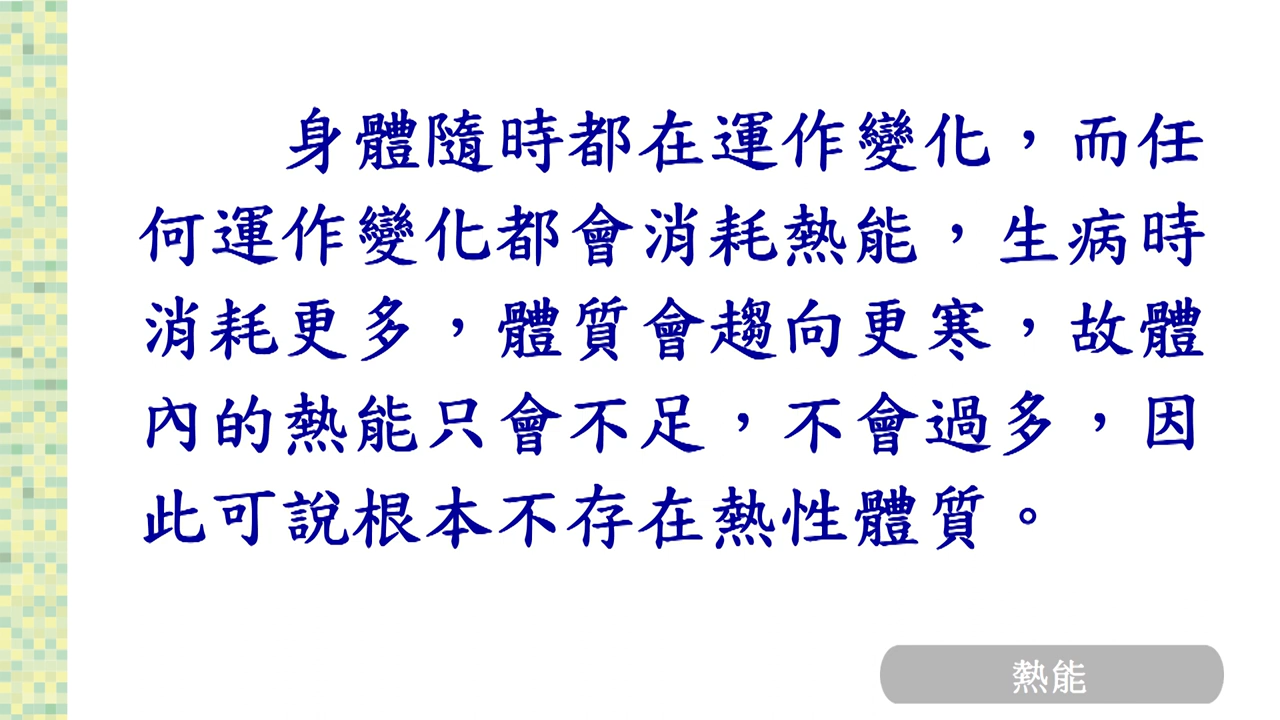 身體隨時都在運作變化，而任
何運作變化都會消耗熱能，生病時
消耗更多，體質會趨向更寒，故體
內的熱能只會不足，不會過多，因
此可說根本不存在熱性體質。
熱能